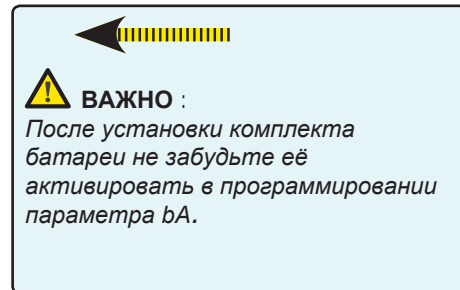 ВАЖНО :
После установки комплекта
батареи не забудьте её
активировать в программировании
параметра bA.